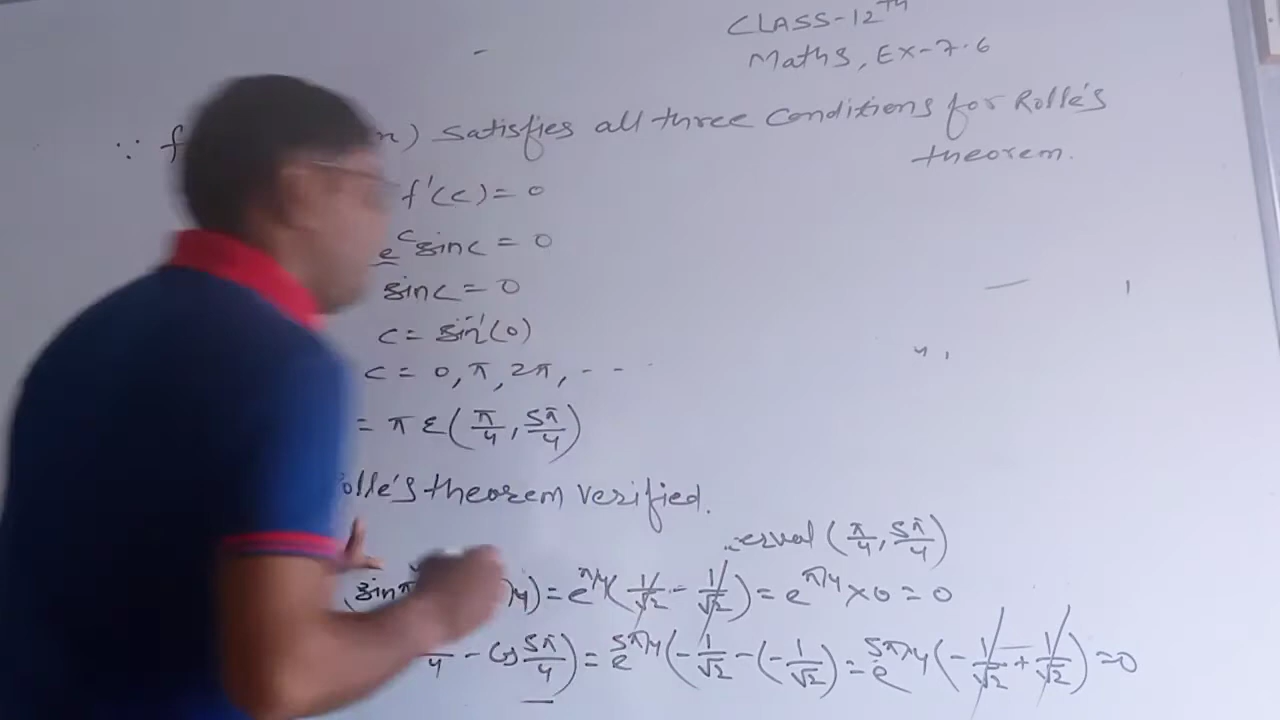 CLASS-12TH
Maths, Ex-7.6
∵ f n) satisfies all three conditions for Rolle's
theorem.
f'(c) = 0
e^c sinc = 0
sinc = 0
c = sin⁻¹(0)
c = 0, π, 2π, - - -
= π ε (π/4, 5π/4)
olle's theorem verified.
erval (π/4, 5π/4)
(sin π ) = e^π/4 (1/√2 - 1/√2) = e^π/4 × 0 = 0
4 - cos 5π/4) = e^5π/4 (-1/√2 - (-1/√2) = e^5π/4 (-1/√2 + 1/√2) = 0